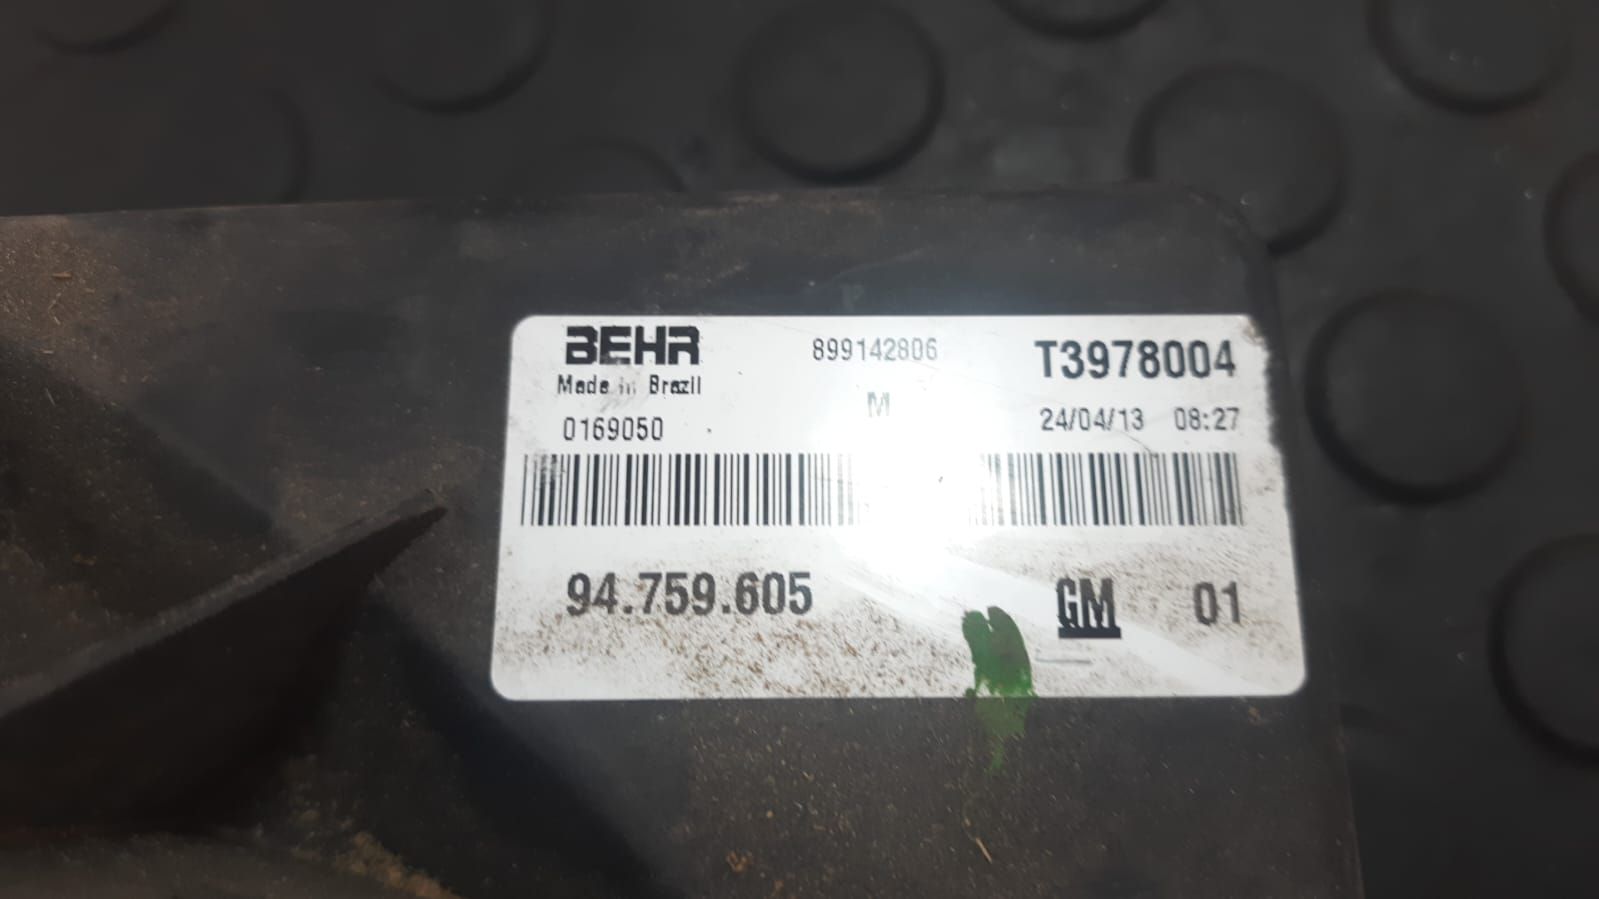 BEHR 899142806 T3978004
Made in Brazil M 24/04/13 08:27
0169050
94.759.605 GM 01